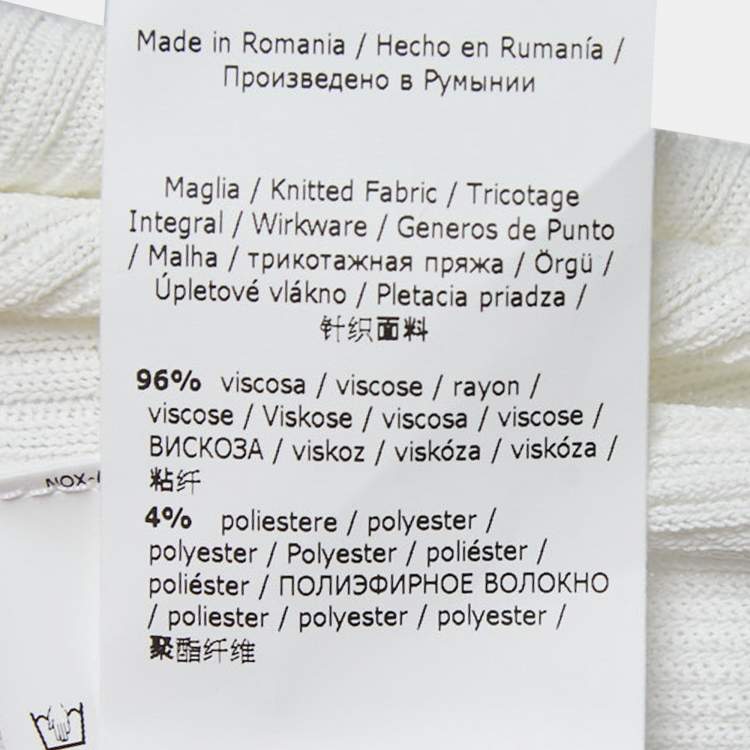 Made in Romania / Hecho en Rumanía /
Произведено в Румынии
Maglia / Knitted Fabric / Tricotage
Integral / Wirkware / Generos de Punto
/ Malha / трикотажная пряжа / Örgü /
Úpletové vlákno / Pletacia priadza /
针织面料
96% viscosa / viscose / rayon /
viscose / Viskose / viscosa / viscose /
ВИСКОЗА / viskoz / viskóza / viskóza /
粘纤
4% poliestere / polyester /
polyester / Polyester / poliéster /
poliéster / ПОЛИЭФИРНОЕ ВОЛОКНО
/ poliester / polyester / polyester /
聚酯纤维